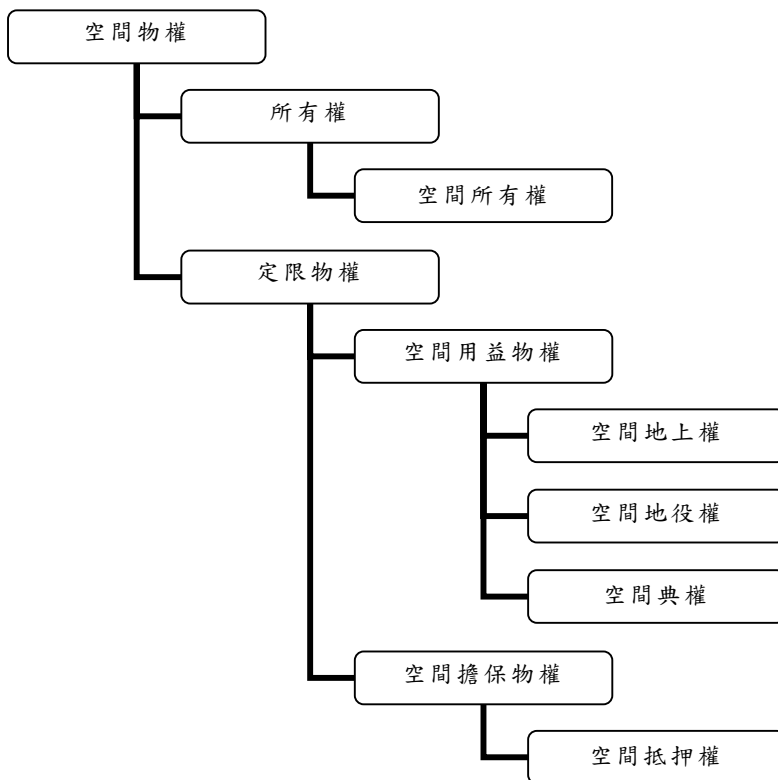 空間物權
所有權
空間所有權
定限物權
空間用益物權
空間地上權
空間地役權
空間典權
空間擔保物權
空間抵押權